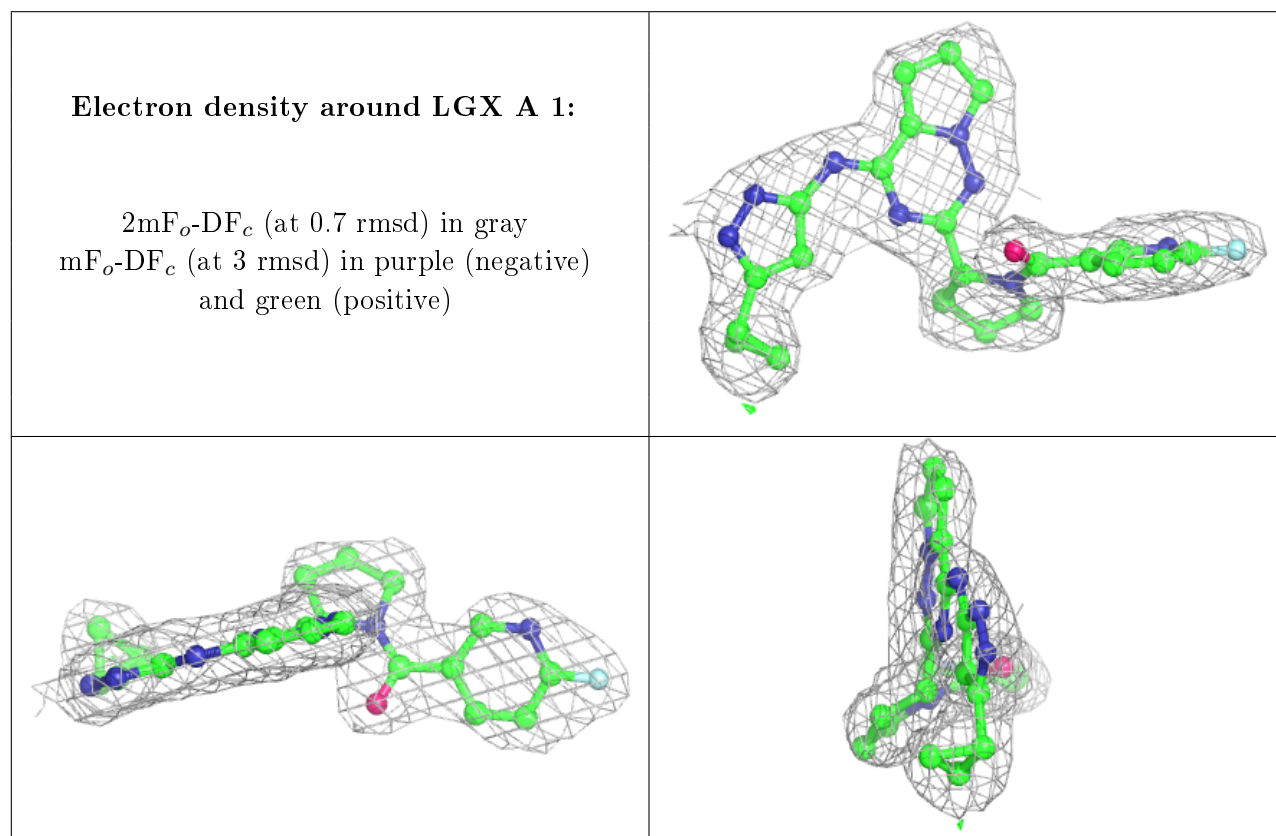 Electron density around LGX A 1:
2mFₒ-DF𝒸 (at 0.7 rmsd) in gray
mFₒ-DF𝒸 (at 3 rmsd) in purple (negative)
and green (positive)